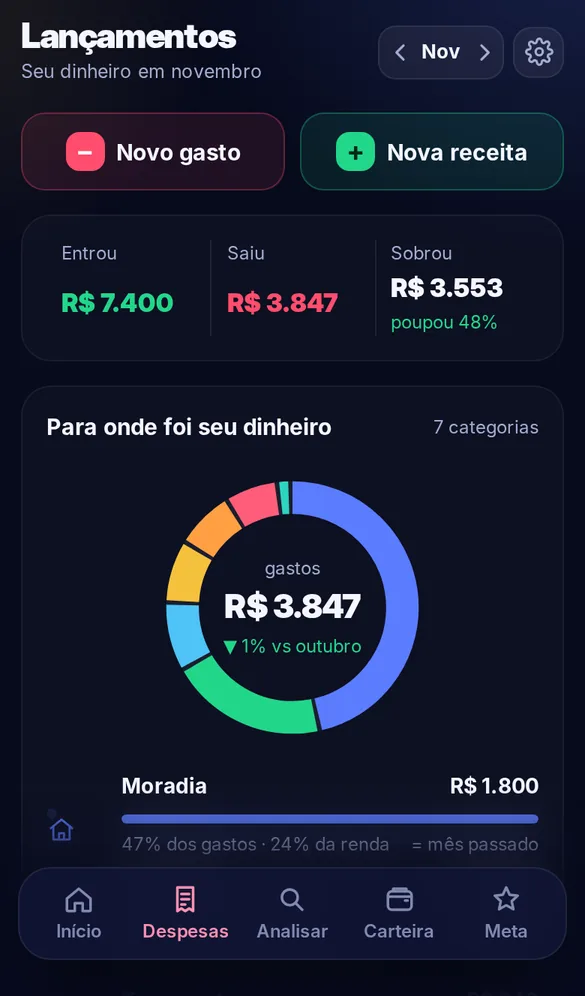 Lançamentos
Seu dinheiro em novembro
Nov
Novo gasto
Nova receita
Entrou
Saiu
Sobrou
R$ 7.400
R$ 3.847
R$ 3.553
poupou 48%
Para onde foi seu dinheiro
7 categorias
gastos
R$ 3.847
▼ 1% vs outubro
Moradia
R$ 1.800
47% dos gastos · 24% da renda
= mês passado
Início
Despesas
Analisar
Carteira
Meta